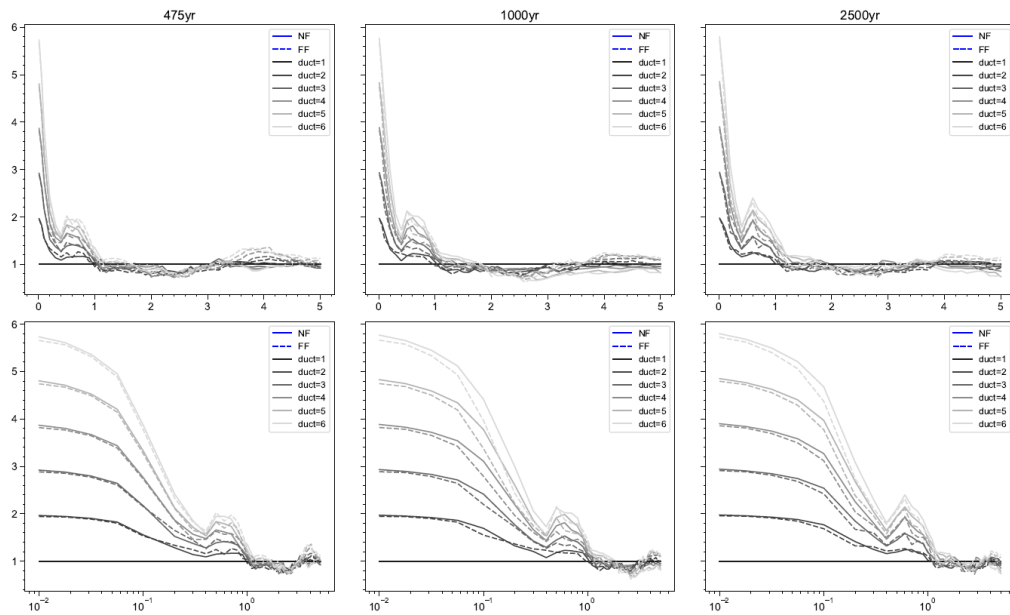 475yr
1000yr
2500yr
6
5
4
3
2
1
0 1 2 3 4 5
NF
FF
duct=1
duct=2
duct=3
duct=4
duct=5
duct=6
0 1 2 3 4 5
NF
FF
duct=1
duct=2
duct=3
duct=4
duct=5
duct=6
0 1 2 3 4 5
NF
FF
duct=1
duct=2
duct=3
duct=4
duct=5
duct=6
6
5
4
3
2
1
10⁻² 10⁻¹ 10⁰
NF
FF
duct=1
duct=2
duct=3
duct=4
duct=5
duct=6
10⁻² 10⁻¹ 10⁰
NF
FF
duct=1
duct=2
duct=3
duct=4
duct=5
duct=6
10⁻² 10⁻¹ 10⁰
NF
FF
duct=1
duct=2
duct=3
duct=4
duct=5
duct=6